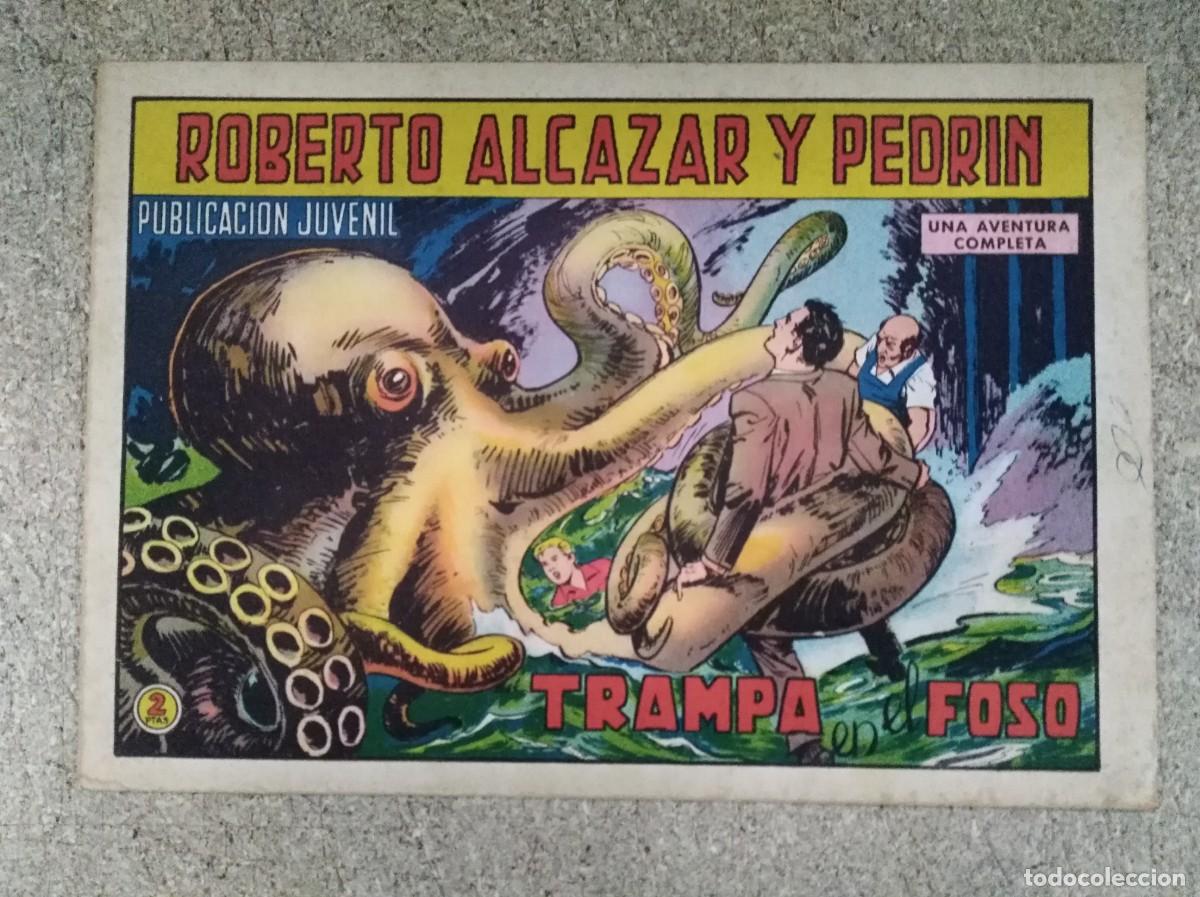 ROBERTO ALCAZAR Y PEDRIN
PUBLICACION JUVENIL
UNA AVENTURA
COMPLETA
2
PTAS
TRAMPA en el FOSO
todocoleccion